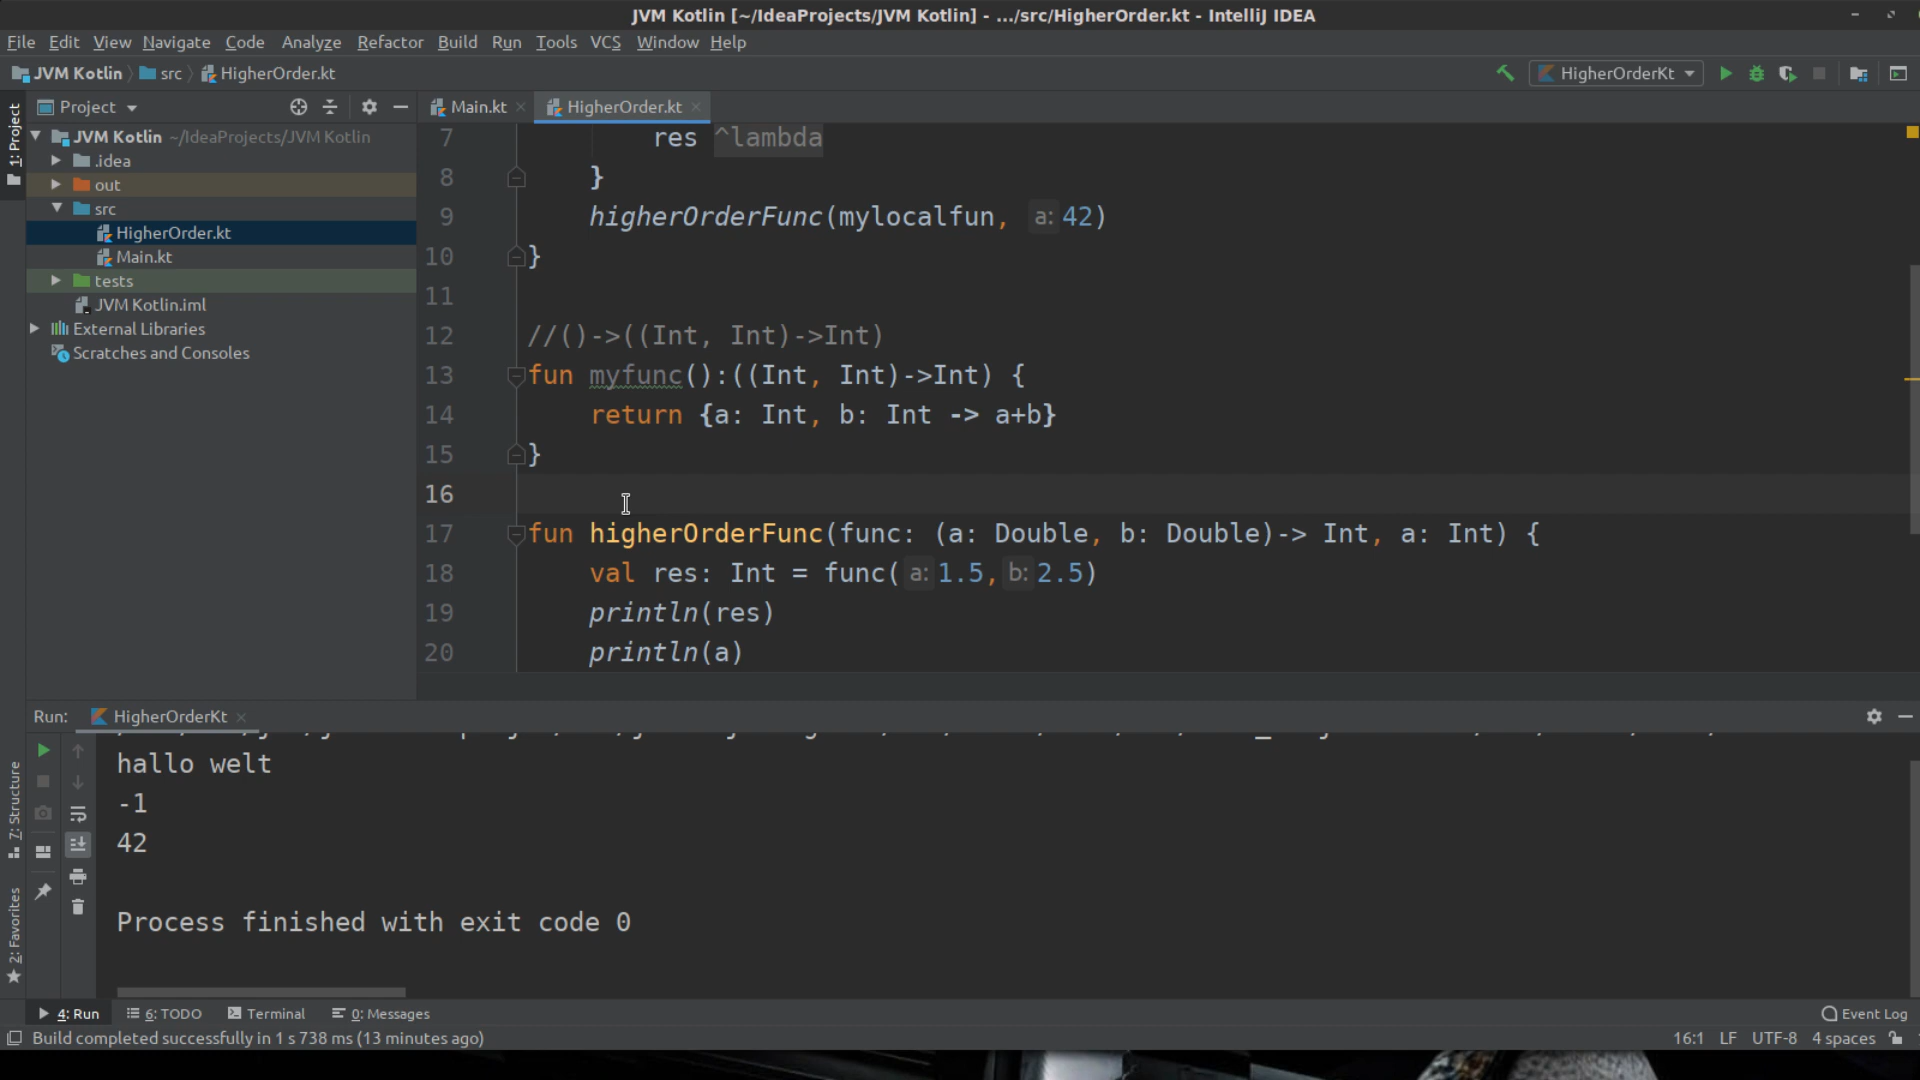 JVM Kotlin [~/IdeaProjects/JVM Kotlin] - .../src/HigherOrder.kt - IntelliJ IDEA
File Edit View Navigate Code Analyze Refactor Build Run Tools VCS Window Help
JVM Kotlin src HigherOrder.kt HigherOrderKt
1: Project
Project
Main.kt HigherOrder.kt
JVM Kotlin ~/IdeaProjects/JVM Kotlin
.idea
out
src
HigherOrder.kt
Main.kt
tests
JVM Kotlin.iml
External Libraries
Scratches and Consoles
7 res ^lambda
8 }
9 higherOrderFunc(mylocalfun, a: 42)
10 }
11
12 //()->((Int, Int)->Int)
13 fun myfunc():((Int, Int)->Int) {
14 return {a: Int, b: Int -> a+b}
15 }
16
17 fun higherOrderFunc(func: (a: Double, b: Double)-> Int, a: Int) {
18 val res: Int = func( a: 1.5, b: 2.5)
19 println(res)
20 println(a)
Run: HigherOrderKt
hallo welt
-1
42
Process finished with exit code 0
7: Structure
2: Favorites
4: Run 6: TODO Terminal 0: Messages Event Log
Build completed successfully in 1 s 738 ms (13 minutes ago) 16:1 LF UTF-8 4 spaces